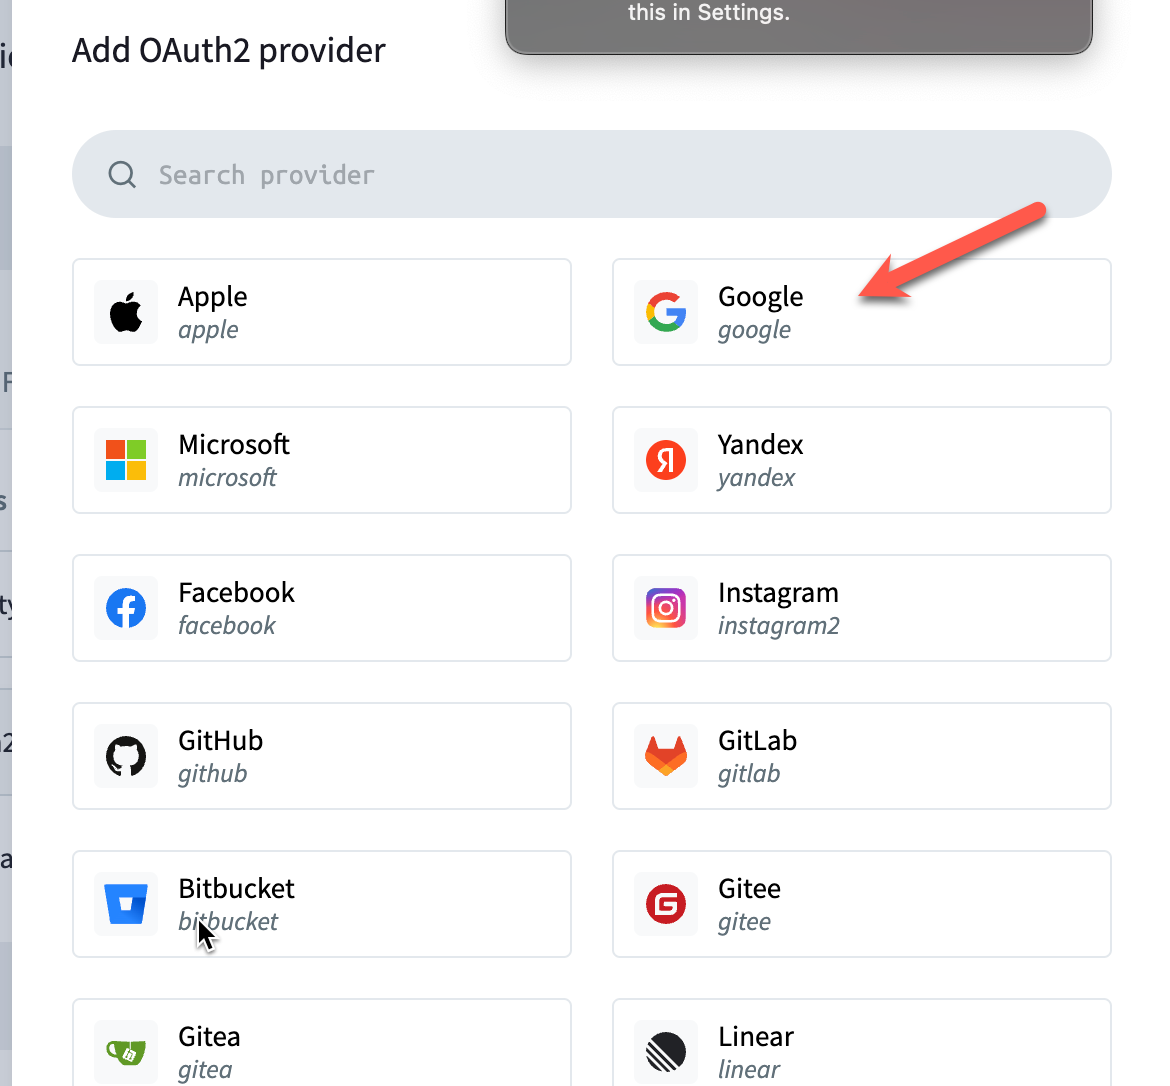 this in Settings.
Add OAuth2 provider
Search provider
Apple
apple
Google
google
Microsoft
microsoft
Yandex
yandex
Facebook
facebook
Instagram
instagram2
GitHub
github
GitLab
gitlab
Bitbucket
bitbucket
Gitee
gitee
Gitea
gitea
Linear
linear